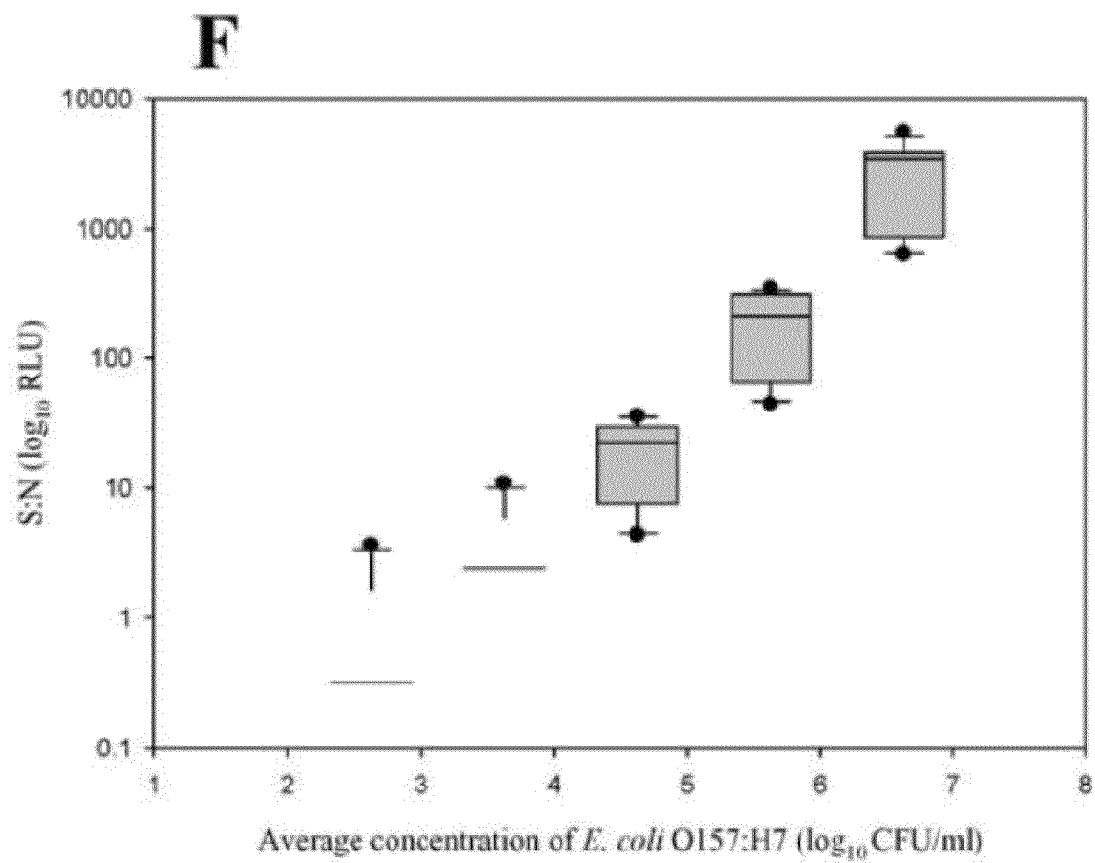 F
10000
1000
100
10
1
0.1
S:N (log10 RLU)
1 2 3 4 5 6 7 8
Average concentration of E. coli O157:H7 (log10 CFU/ml)